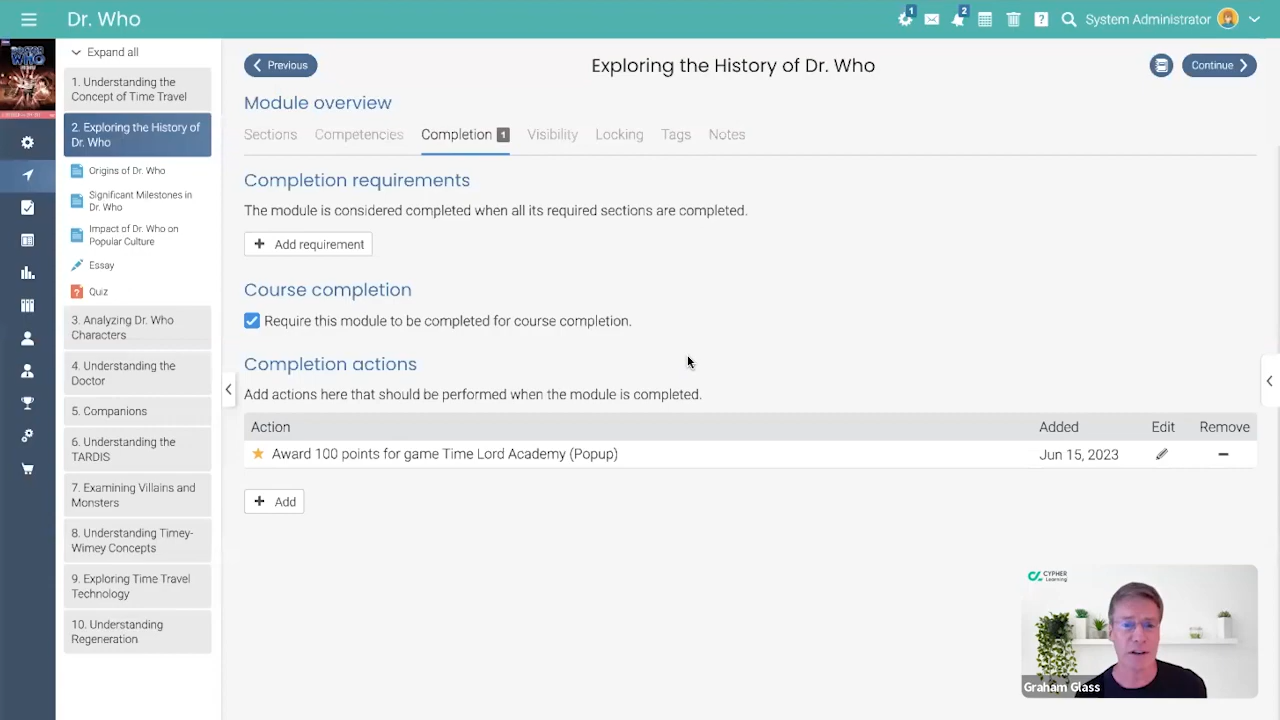 Dr. Who
1
2
?
System Administrator
DOCTOR
WHO
Expand all
1. Understanding the
Concept of Time Travel
2. Exploring the History of
Dr. Who
Origins of Dr. Who
Significant Milestones in
Dr. Who
Impact of Dr. Who on
Popular Culture
Essay
? Quiz
3. Analyzing Dr. Who
Characters
4. Understanding the
Doctor
5. Companions
6. Understanding the
TARDIS
7. Examining Villains and
Monsters
8. Understanding Timey-
Wimey Concepts
9. Exploring Time Travel
Technology
10. Understanding
Regeneration
Previous
Exploring the History of Dr. Who
Continue
Module overview
Sections Competencies Completion 1 Visibility Locking Tags Notes
Completion requirements
The module is considered completed when all its required sections are completed.
+ Add requirement
Course completion
Require this module to be completed for course completion.
Completion actions
Add actions here that should be performed when the module is completed.
Action Added Edit Remove
Award 100 points for game Time Lord Academy (Popup) Jun 15, 2023
+ Add
CYPHER
Learning
Graham Glass